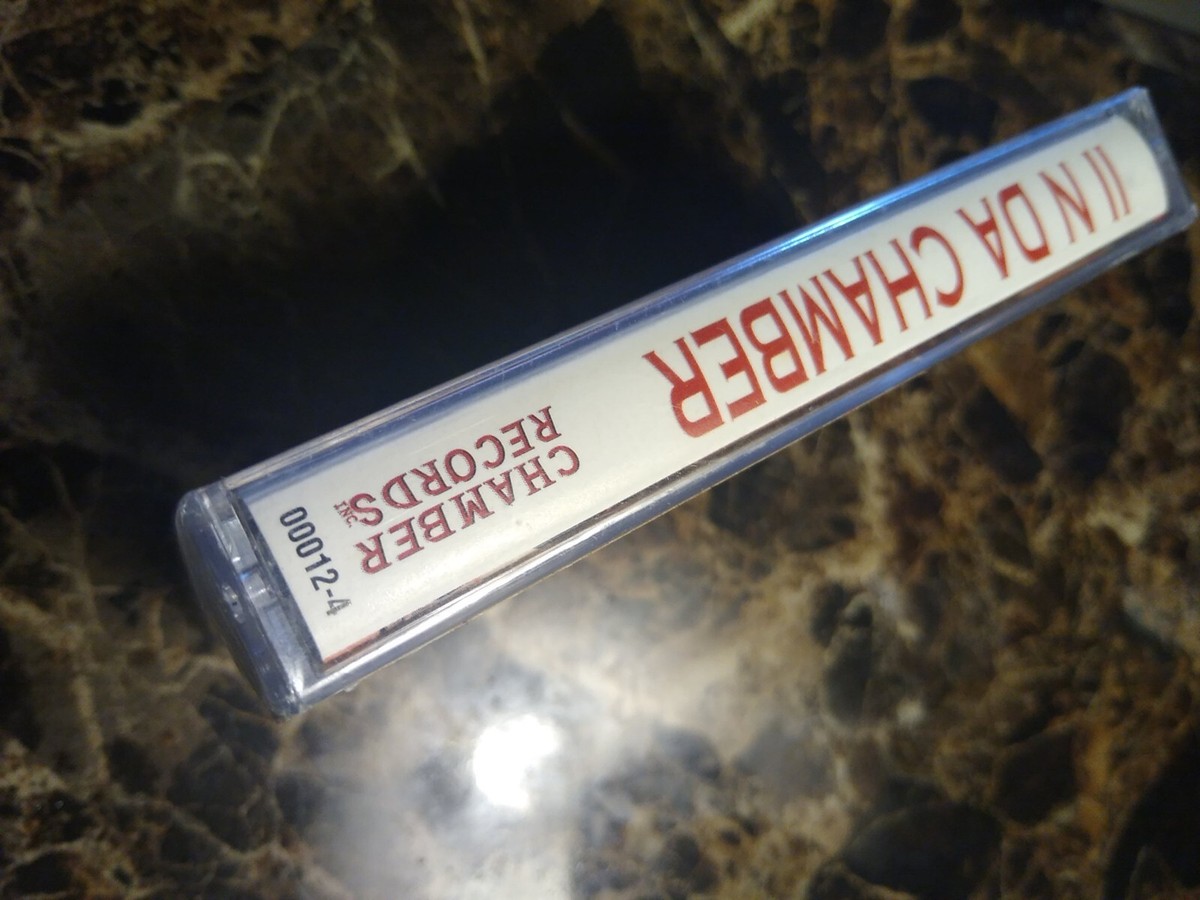 II N DA CHAMBER
CHAMBER
RECORDS INC.
00012-4